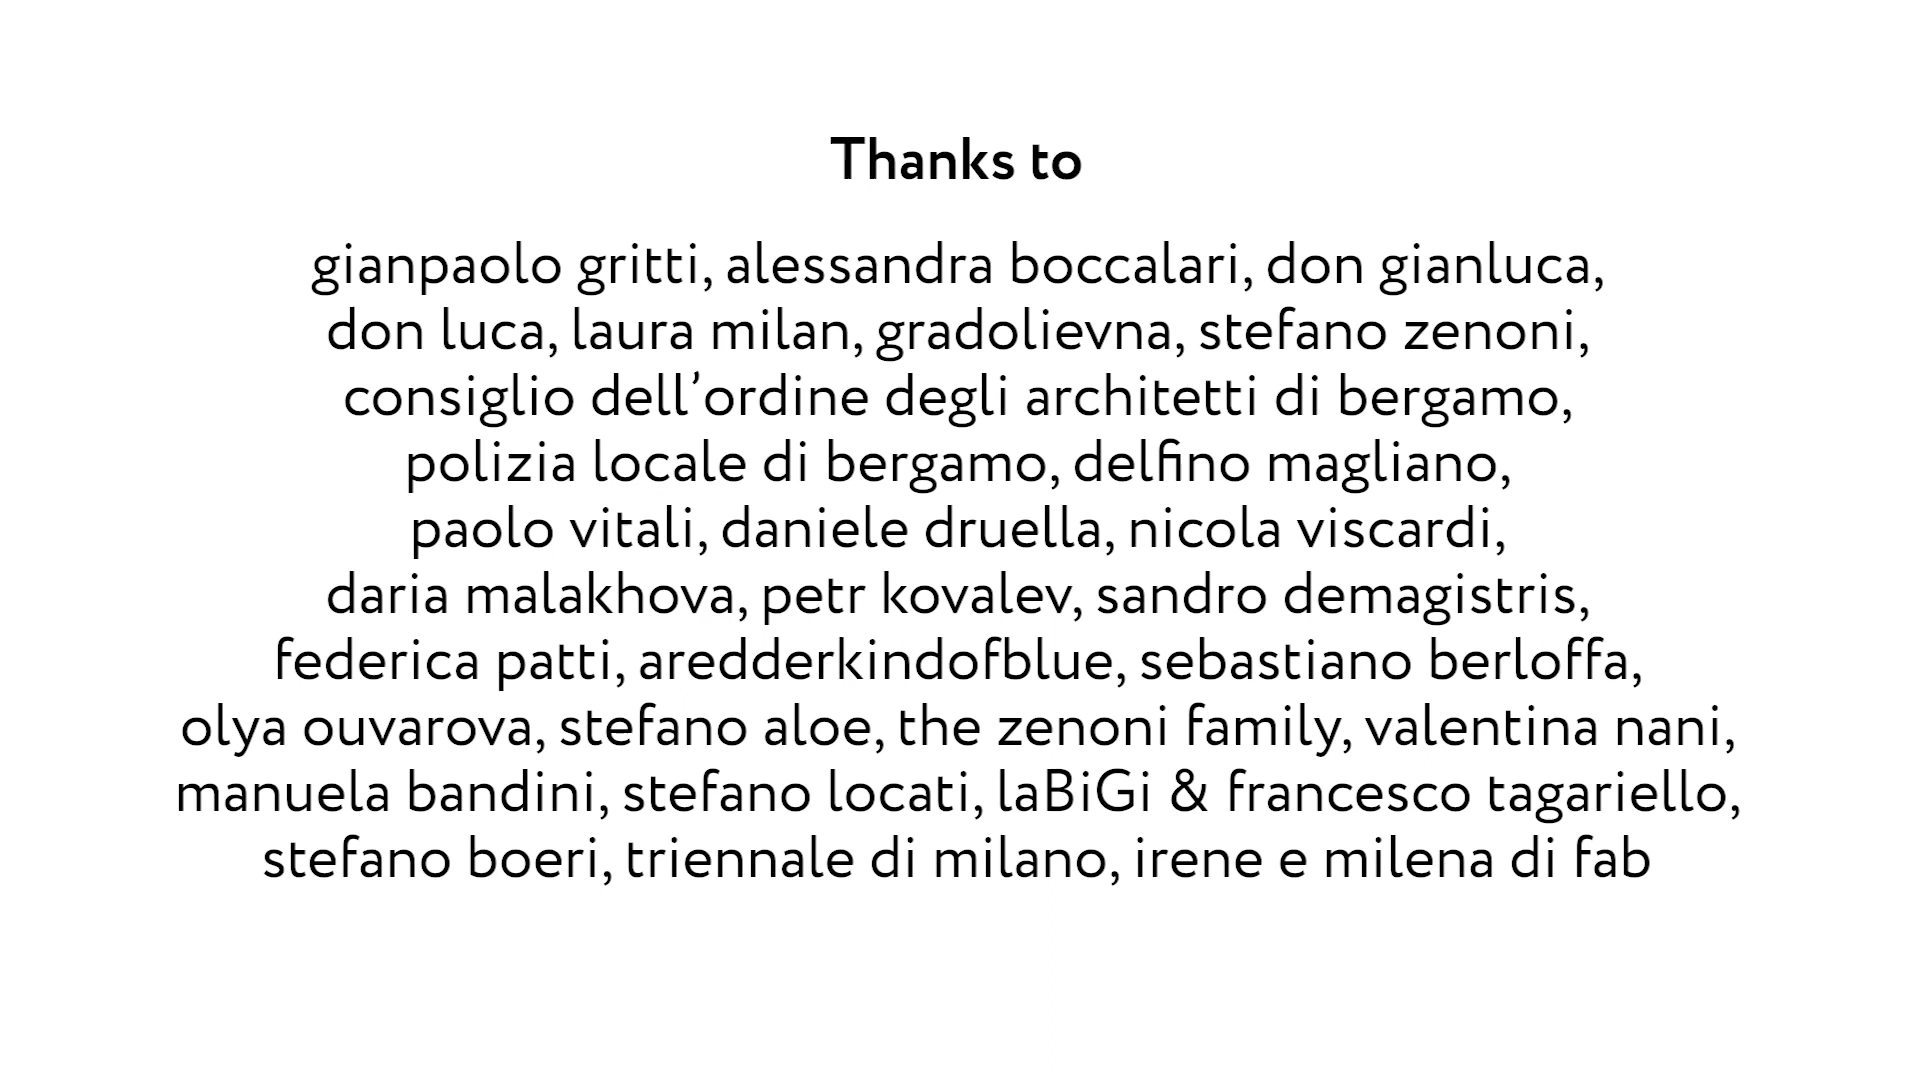 Thanks to
gianpaolo gritti, alessandra boccalari, don gianluca,
don luca, laura milan, gradolievna, stefano zenoni,
consiglio dell’ordine degli architetti di bergamo,
polizia locale di bergamo, delfino magliano,
paolo vitali, daniele druella, nicola viscardi,
daria malakhova, petr kovalev, sandro demagistris,
federica patti, aredderkindofblue, sebastiano berloffa,
olya ouvarova, stefano aloe, the zenoni family, valentina nani,
manuela bandini, stefano locati, laBiGi & francesco tagariello,
stefano boeri, triennale di milano, irene e milena di fab